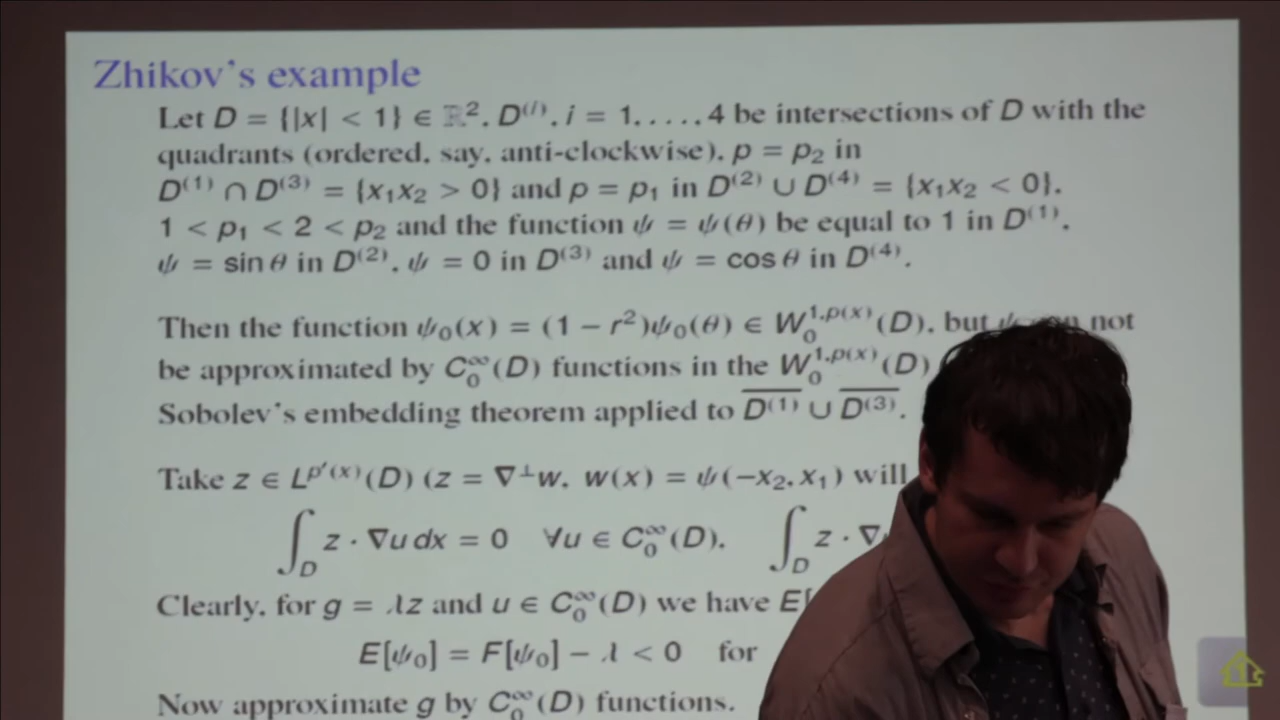 Zhikov's example
Let D = {|x| < 1} ∈ ℝ², D⁽ⁱ⁾, i = 1, . . . , 4 be intersections of D with the
quadrants (ordered, say, anti-clockwise), p = p₂ in
D⁽¹⁾ ∩ D⁽³⁾ = {x₁x₂ > 0} and p = p₁ in D⁽²⁾ ∪ D⁽⁴⁾ = {x₁x₂ < 0},
1 < p₁ < 2 < p₂ and the function ψ = ψ(θ) be equal to 1 in D⁽¹⁾,
ψ = sin θ in D⁽²⁾, ψ = 0 in D⁽³⁾ and ψ = cos θ in D⁽⁴⁾.
Then the function ψ₀(x) = (1 − r²)ψ₀(θ) ∈ W₀^{1,p(x)}(D), but not
be approximated by C₀^∞(D) functions in the W₀^{1,p(x)}(D)
Sobolev's embedding theorem applied to \overline{D⁽¹⁾} ∪ \overline{D⁽³⁾}.
Take z ∈ L^{p′(x)}(D) (z = ∇^⊥w, w(x) = ψ(−x₂, x₁) will
∫_D z · ∇u dx = 0 ∀u ∈ C₀^∞(D), ∫_D z · ∇
Clearly, for g = λz and u ∈ C₀^∞(D) we have E[
E[ψ₀] = F[ψ₀] − λ < 0 for
Now approximate g by C₀^∞(D) functions.